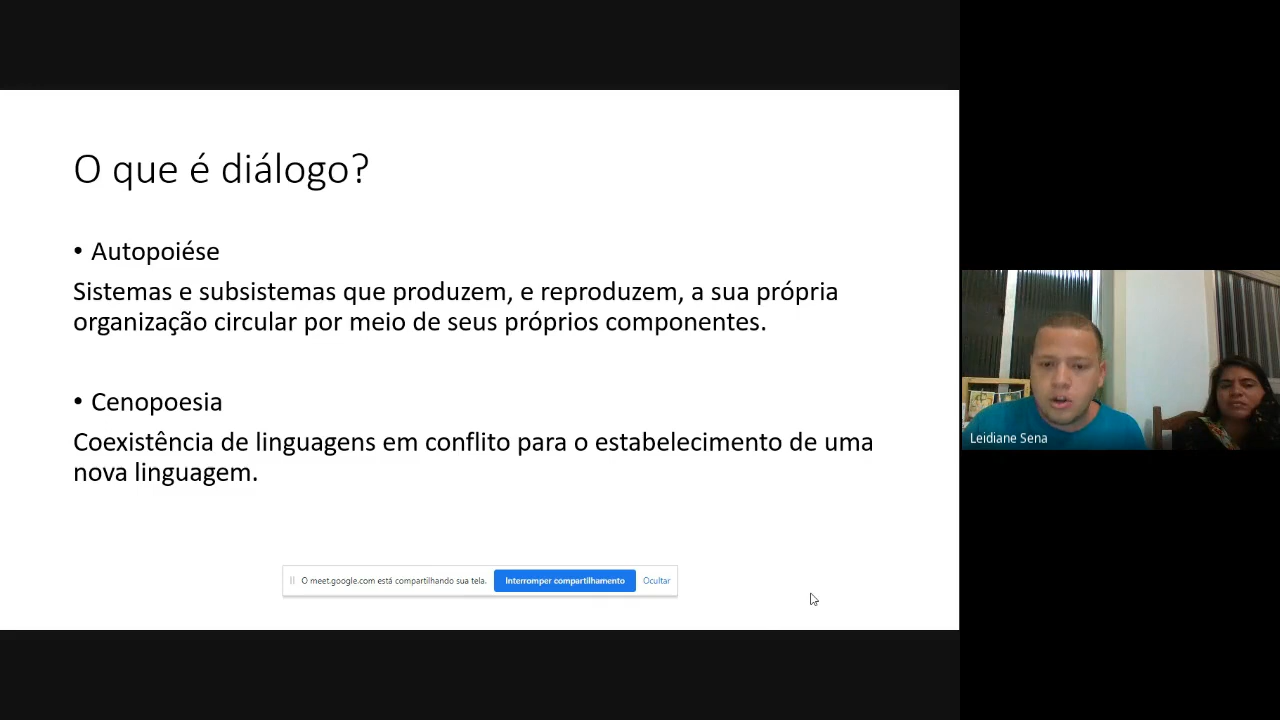 O que é diálogo?
• Autopoiése
Sistemas e subsistemas que produzem, e reproduzem, a sua própria
organização circular por meio de seus próprios componentes.
• Cenopoesia
Coexistência de linguagens em conflito para o estabelecimento de uma
nova linguagem.
O meet.google.com está compartilhando sua tela. Interromper compartilhamento Ocultar
Leidiane Sena